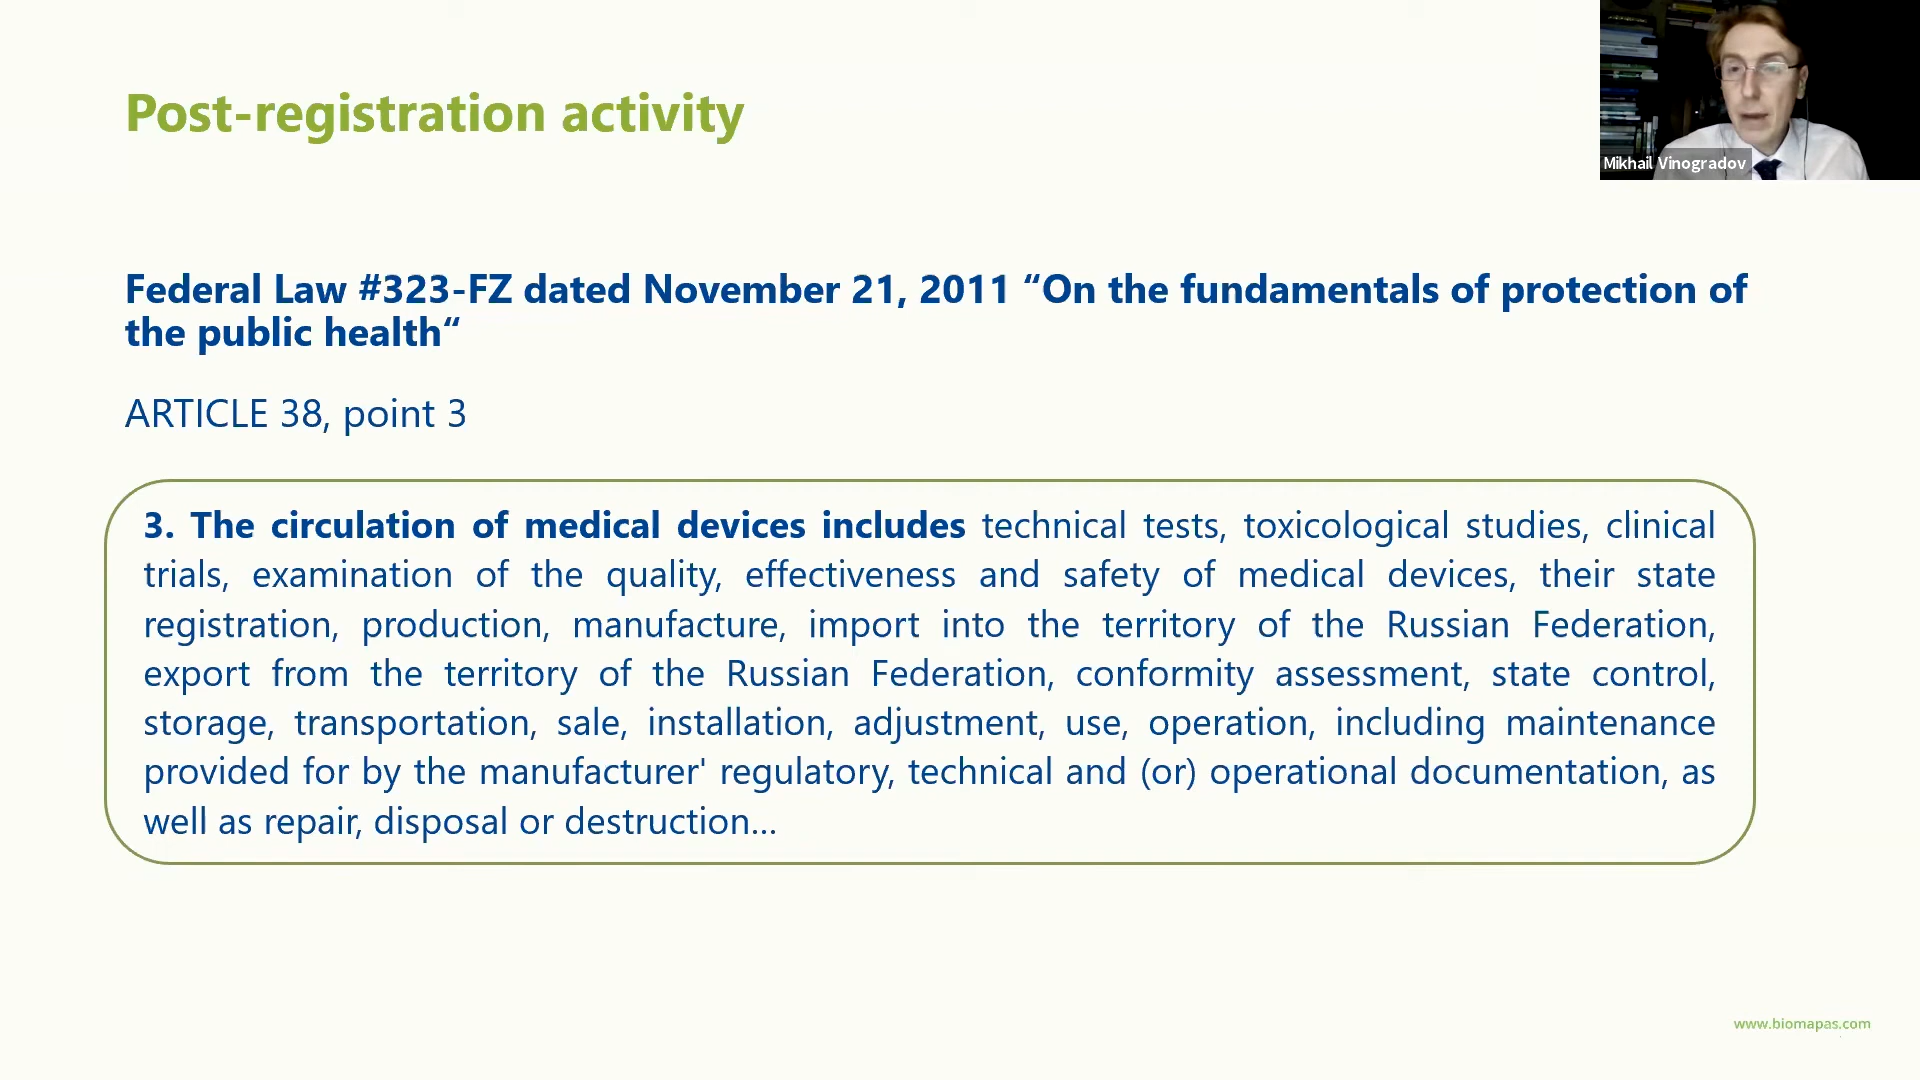 Post-registration activity
Mikhail Vinogradov
Federal Law #323-FZ dated November 21, 2011 “On the fundamentals of protection of
the public health“
ARTICLE 38, point 3
3. The circulation of medical devices includes technical tests, toxicological studies, clinical
trials, examination of the quality, effectiveness and safety of medical devices, their state
registration, production, manufacture, import into the territory of the Russian Federation,
export from the territory of the Russian Federation, conformity assessment, state control,
storage, transportation, sale, installation, adjustment, use, operation, including maintenance
provided for by the manufacturer' regulatory, technical and (or) operational documentation, as
well as repair, disposal or destruction...
www.biomapas.com